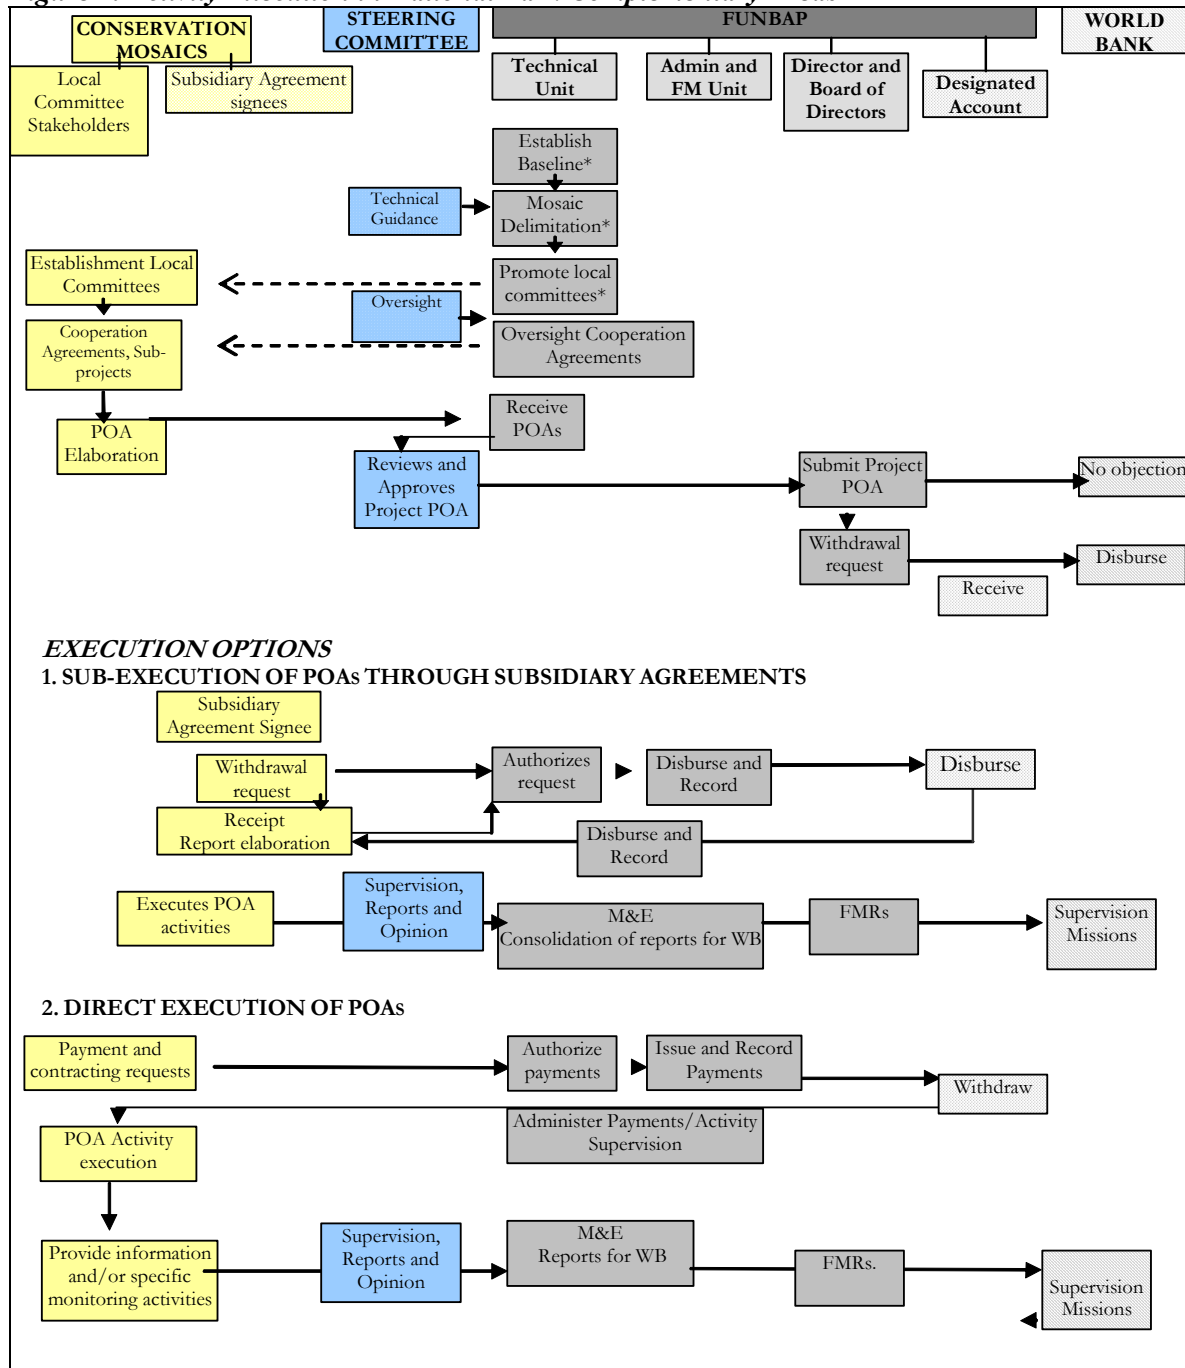 CONSERVATION
MOSAICS
STEERING
COMMITTEE
FUNBAP
WORLD
BANK
Local
Committee
Stakeholders
Subsidiary Agreement
signees
Technical
Unit
Admin and
FM Unit
Director and
Board of
Directors
Designated
Account
Establish
Baseline*
Technical
Guidance
Mosaic
Delimitation*
Establishment Local
Committees
Promote local
committees*
Oversight
Cooperation
Agreements, Sub-
projects
Oversight Cooperation
Agreements
POA
Elaboration
Receive
POAs
Reviews and
Approves
Project POA
Submit Project
POA
No objection
Withdrawal
request
Disburse
Receive
EXECUTION OPTIONS
1. SUB-EXECUTION OF POAs THROUGH SUBSIDIARY AGREEMENTS
Subsidiary
Agreement Signee
Withdrawal
request
Authorizes
request
Disburse and
Record
Disburse
Receipt
Report elaboration
Disburse and
Record
Executes POA
activities
Supervision,
Reports and
Opinion
M&E
Consolidation of reports for WB
FMRs
Supervision
Missions
2. DIRECT EXECUTION OF POAs
Payment and
contracting requests
Authorize
payments
Issue and Record
Payments
Withdraw
Administer Payments/Activity
Supervision
POA Activity
execution
Provide information
and/or specific
monitoring activities
Supervision,
Reports and
Opinion
M&E
Reports for WB
FMRs.
Supervision
Missions